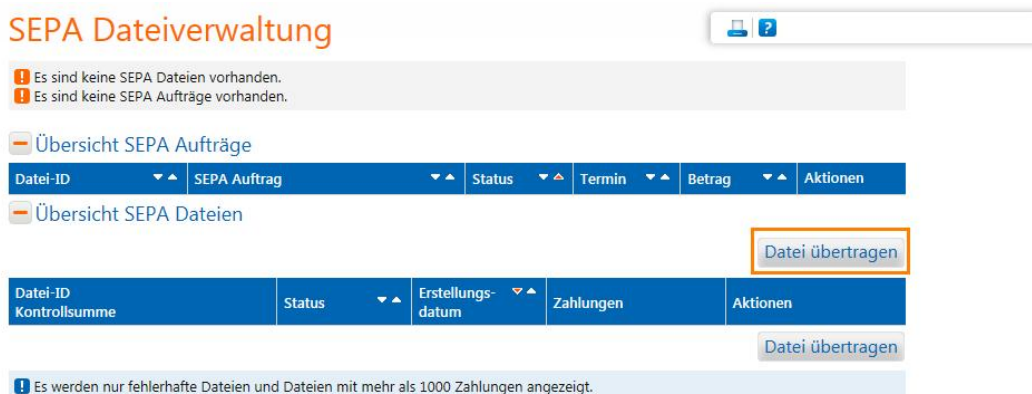 SEPA Dateiverwaltung
?
! Es sind keine SEPA Dateien vorhanden.
! Es sind keine SEPA Aufträge vorhanden.
Übersicht SEPA Aufträge
Datei-ID SEPA Auftrag Status Termin Betrag Aktionen
Übersicht SEPA Dateien
Datei übertragen
Datei-ID
Kontrollsumme Status Erstellungs-
datum Zahlungen Aktionen
Datei übertragen
! Es werden nur fehlerhafte Dateien und Dateien mit mehr als 1000 Zahlungen angezeigt.